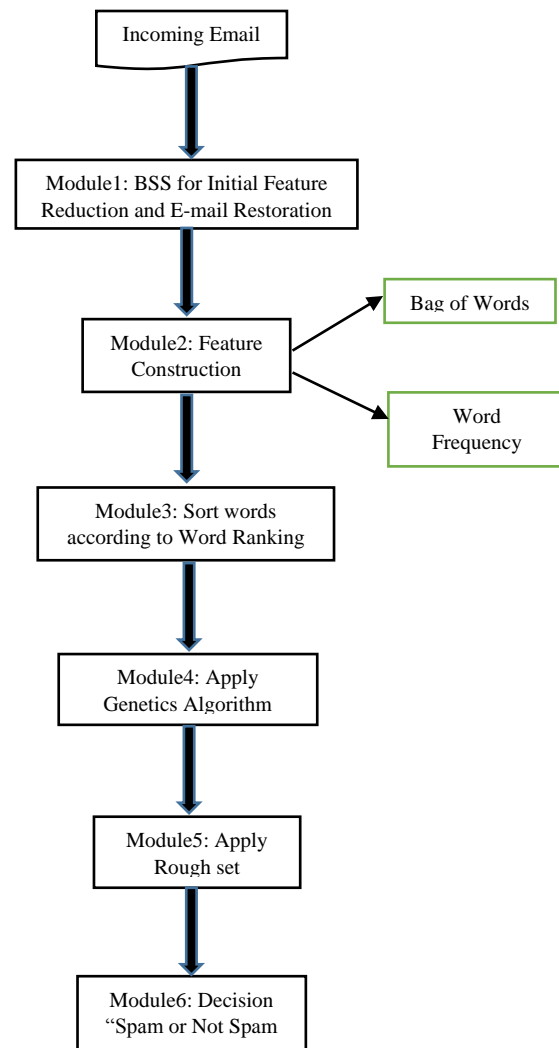 Incoming Email
Module1: BSS for Initial Feature
Reduction and E-mail Restoration
Module2: Feature
Construction
Bag of Words
Word
Frequency
Module3: Sort words
according to Word Ranking
Module4: Apply
Genetics Algorithm
Module5: Apply
Rough set
Module6: Decision
“Spam or Not Spam